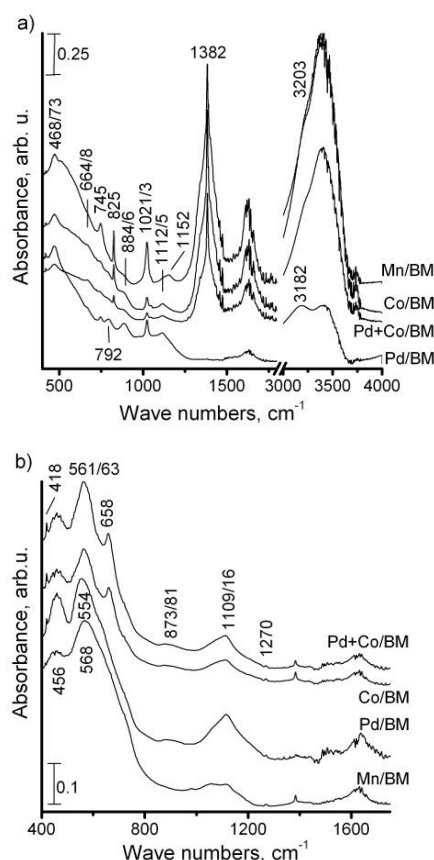 a)
0.25
Absorbance, arb. u.
468/73
664/8
745
825
884/6
1021/3
1112/5
1152
1382
3203
3182
792
Mn/BM
Co/BM
Pd+Co/BM
Pd/BM
500 1000 1500 3000 3500 4000
Wave numbers, cm-1
b)
Absorbance, arb.u.
418
561/63
658
873/81
1109/16
1270
554
568
456
Pd+Co/BM
Co/BM
Pd/BM
Mn/BM
0.1
400 800 1200 1600
Wave numbers, cm-1